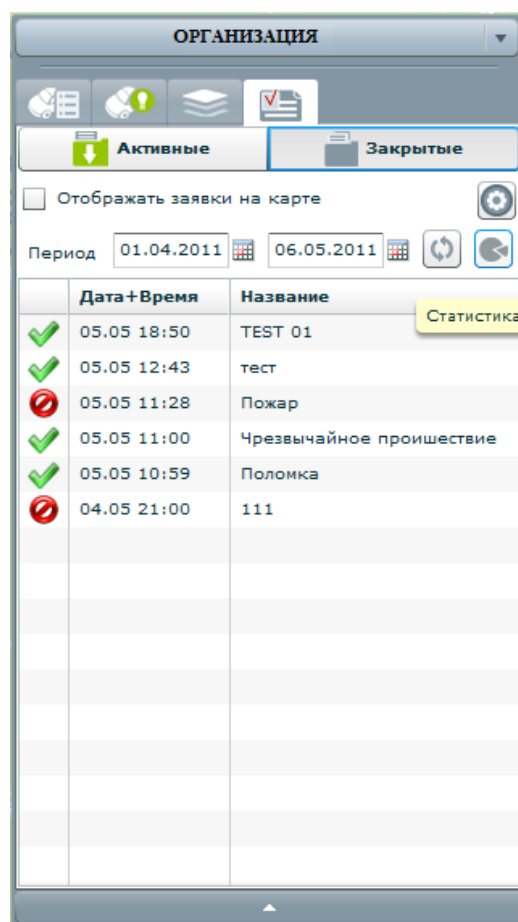 ОРГАНИЗАЦИЯ
Активные Закрытые
Отображать заявки на карте
Период 01.04.2011 06.05.2011
Дата+Время Название
Статистика
05.05 18:50 TEST 01
05.05 12:43 тест
05.05 11:28 Пожар
05.05 11:00 Чрезвычайное проишествие
05.05 10:59 Поломка
04.05 21:00 111